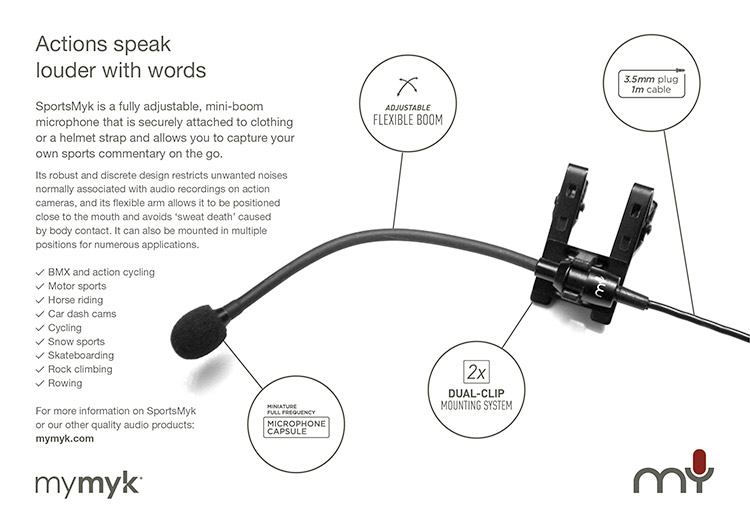 Actions speak
louder with words
SportsMyk is a fully adjustable, mini-boom
microphone that is securely attached to clothing
or a helmet strap and allows you to capture your
own sports commentary on the go.
Its robust and discrete design restricts unwanted noises
normally associated with audio recordings on action
cameras, and its flexible arm allows it to be positioned
close to the mouth and avoids ‘sweat death’ caused
by body contact. It can also be mounted in multiple
positions for numerous applications.
✓ BMX and action cycling
✓ Motor sports
✓ Horse riding
✓ Car dash cams
✓ Cycling
✓ Snow sports
✓ Skateboarding
✓ Rock climbing
✓ Rowing
For more information on SportsMyk
or our other quality audio products:
mymyk.com
mymyk
ADJUSTABLE
FLEXIBLE BOOM
3.5mm plug
1m cable
my
2x
DUAL-CLIP
MOUNTING SYSTEM
MINIATURE
FULL FREQUENCY
MICROPHONE
CAPSULE
my